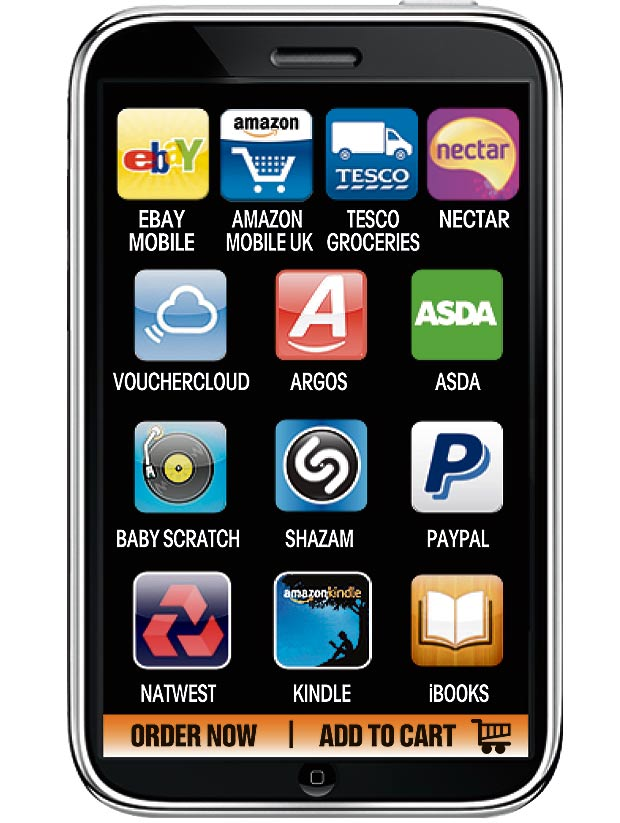 ebY
amazon
TESCO
nectar
EBAY MOBILE
AMAZON MOBILE UK
TESCO GROCERIES
NECTAR
A
ASDA
VOUCHERCLOUD
ARGOS
ASDA
P
BABY SCRATCH
SHAZAM
PAYPAL
amazonkindle
NATWEST
KINDLE
iBOOKS
ORDER NOW | ADD TO CART